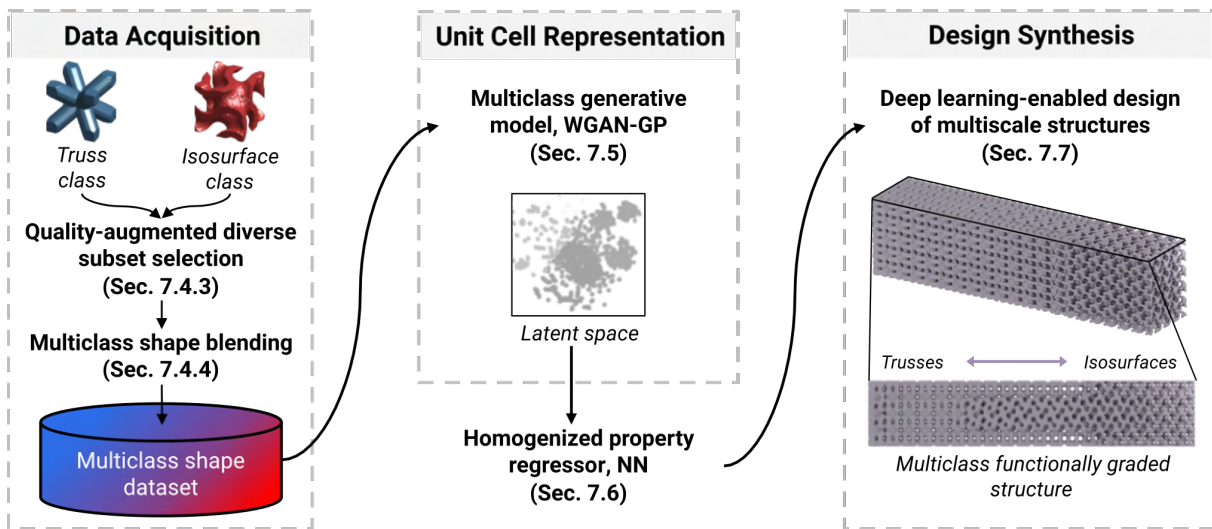 Data Acquisition
Truss
class
Isosurface
class
Quality-augmented diverse
subset selection
(Sec. 7.4.3)
Multiclass shape blending
(Sec. 7.4.4)
Multiclass shape
dataset
Unit Cell Representation
Multiclass generative
model, WGAN-GP
(Sec. 7.5)
Latent space
Homogenized property
regressor, NN
(Sec. 7.6)
Design Synthesis
Deep learning-enabled design
of multiscale structures
(Sec. 7.7)
Trusses
Isosurfaces
Multiclass functionally graded
structure